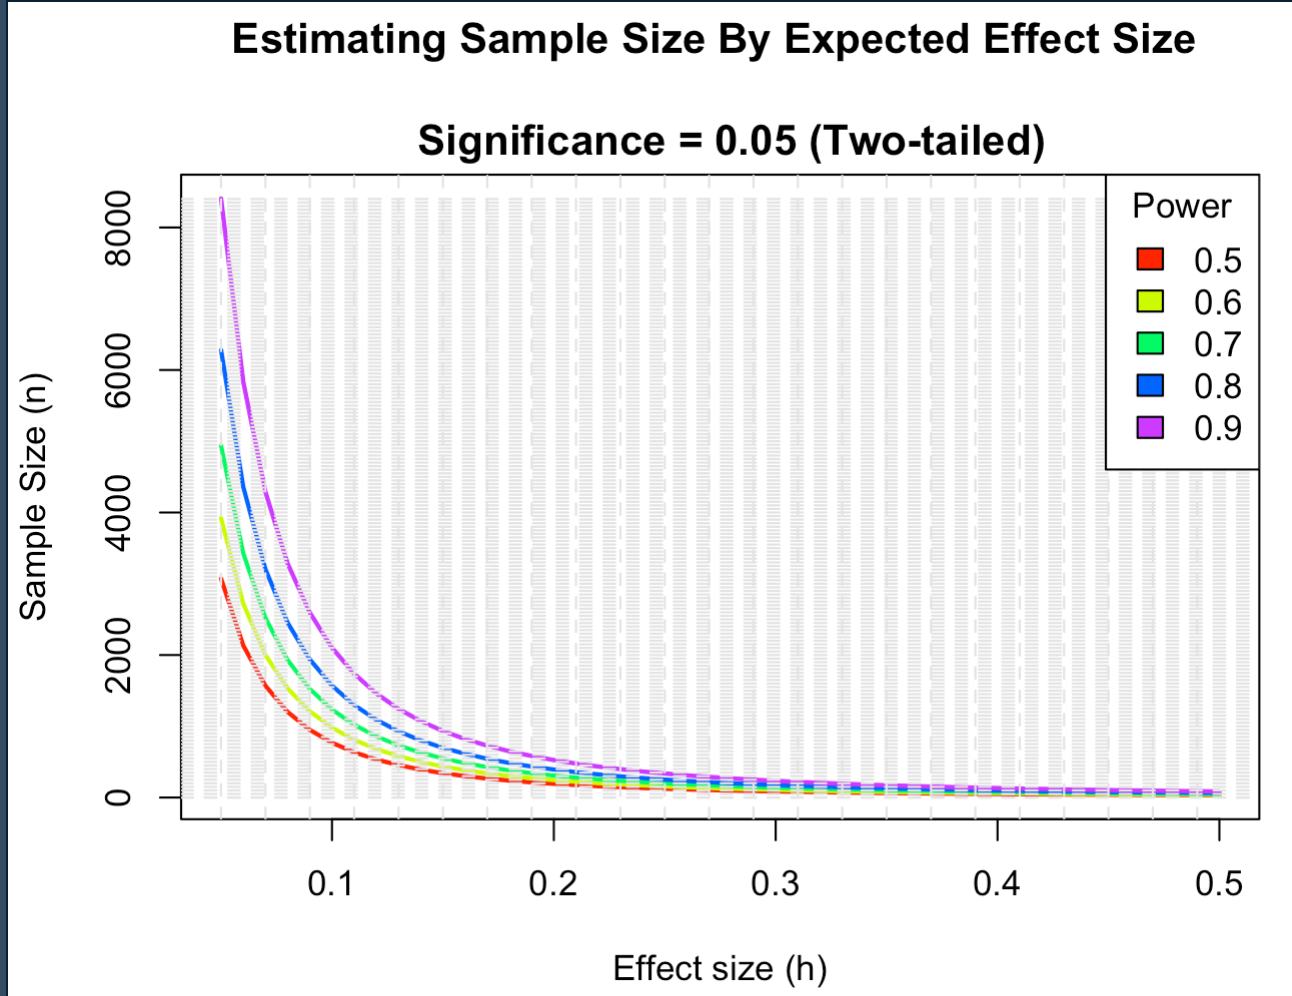 Estimating Sample Size By Expected Effect Size
Significance = 0.05 (Two-tailed)
Sample Size (n)
8000
6000
4000
2000
0
Power
0.5
0.6
0.7
0.8
0.9
0.1 0.2 0.3 0.4 0.5
Effect size (h)